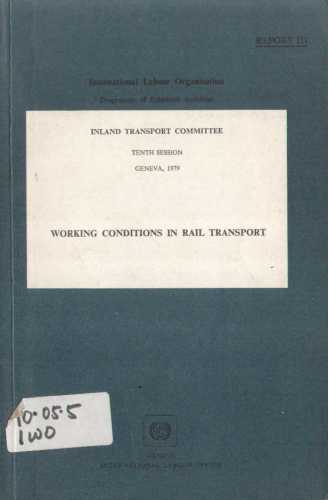 REPORT III
International Labour Organisation
Programme of Industrial Activities
INLAND TRANSPORT COMMITTEE
TENTH SESSION
GENEVA, 1979
WORKING CONDITIONS IN RAIL TRANSPORT
10-05-5
IWO
GENEVA
INTERNATIONAL LABOUR OFFICE